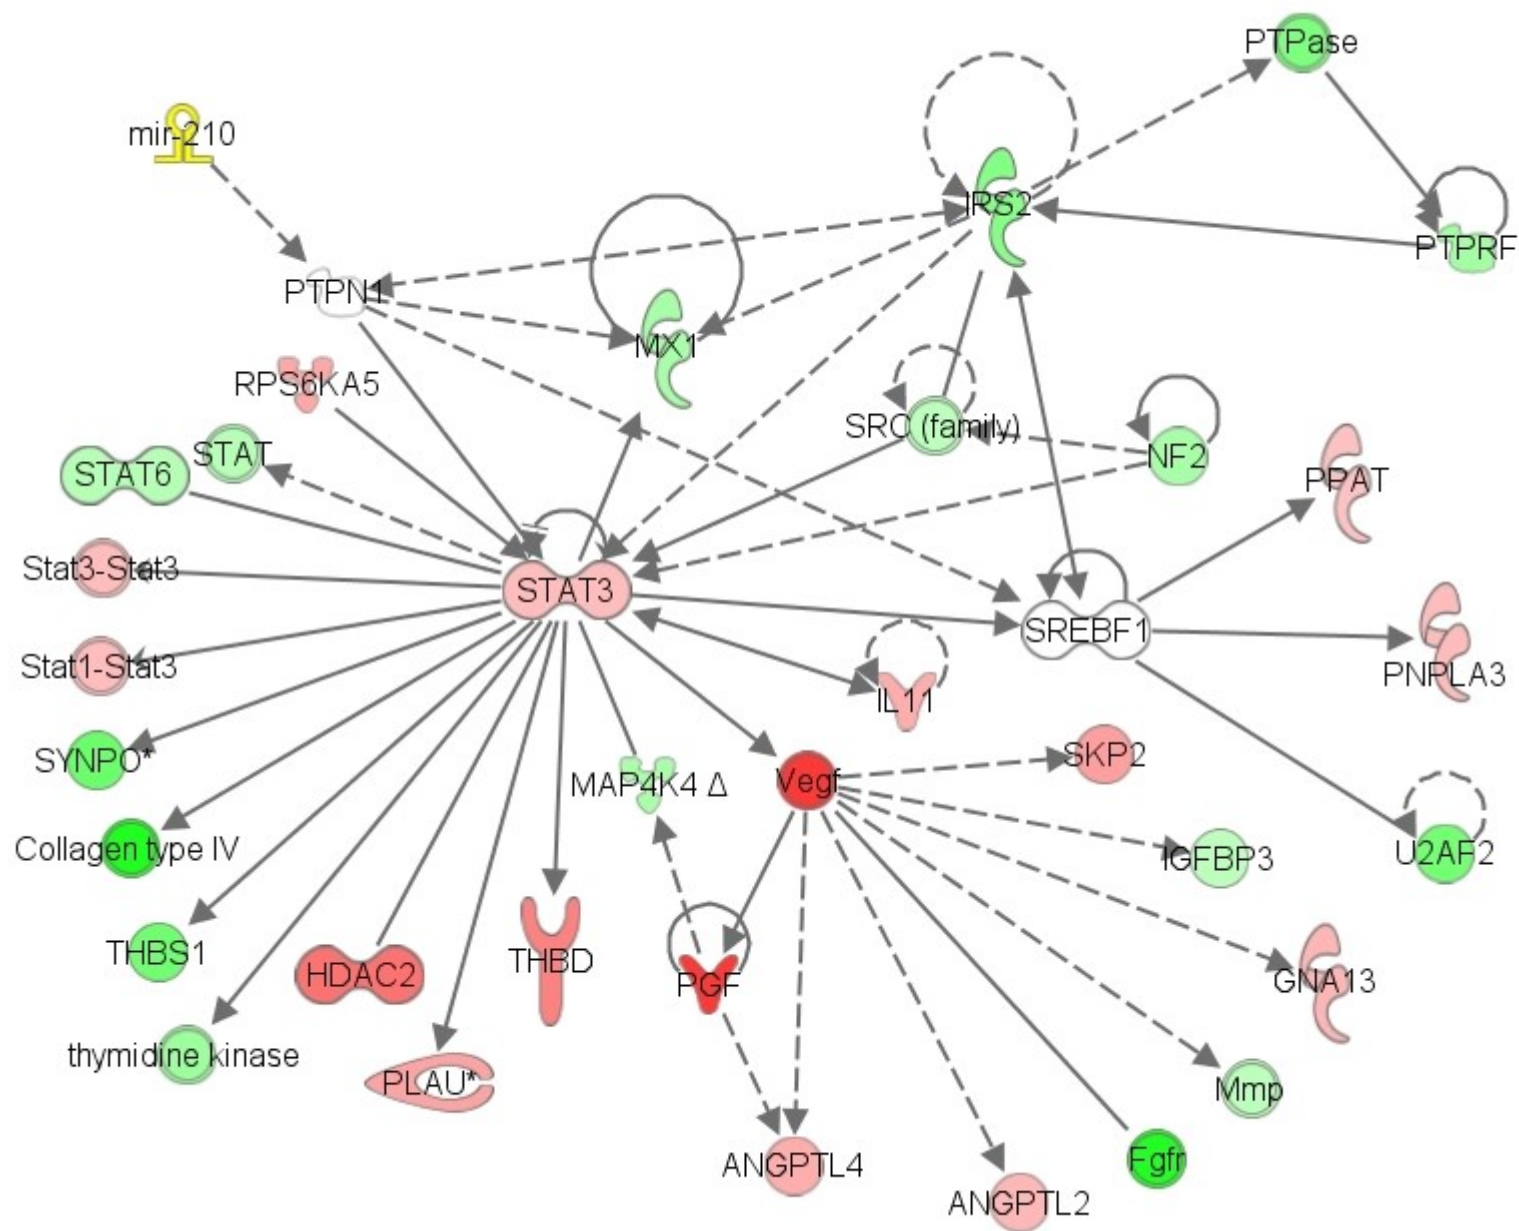 PTPase
mir-210
IRS2
PTPRF
PTPN1
MX1
RPS6KA5
SRC (family)
STAT
NF2
STAT6
PPAT
Stat3-Stat3
STAT3
SREBF1
Stat1-Stat3
PNPLA3
IL11
SYNPO*
SKP2
MAP4K4 Δ
Vegf
Collagen type IV
IGFBP3
U2AF2
THBS1
THBD
HDAC2
PGF
GNA13
thymidine kinase
PLAU*
Mmp
ANGPTL4
Fgfr
ANGPTL2